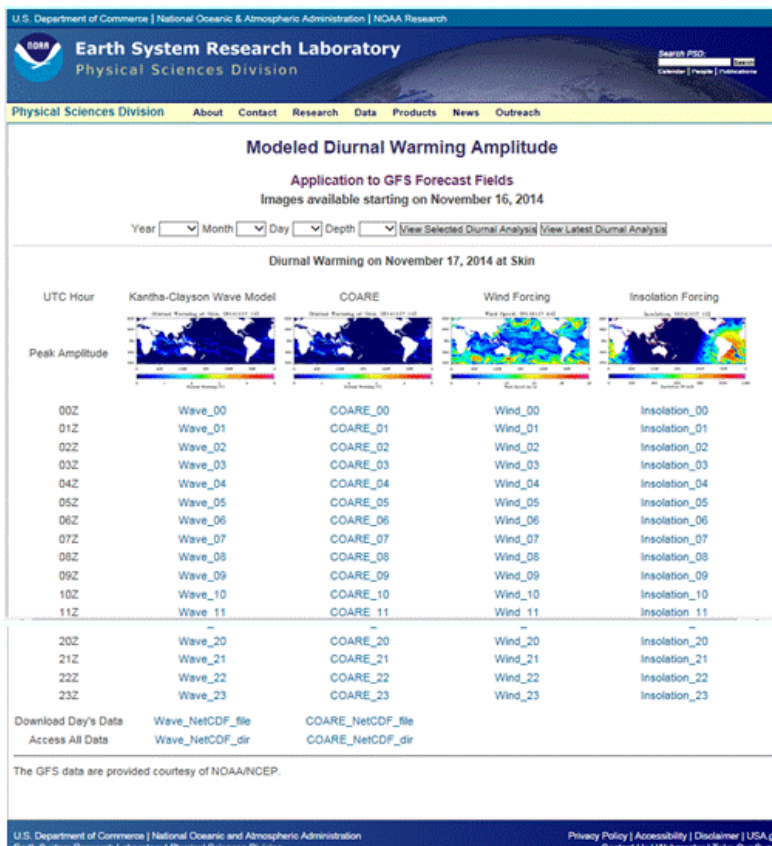 U.S. Department of Commerce | National Oceanic & Atmospheric Administration | NOAA Research
NOAA
Earth System Research Laboratory
Physical Sciences Division
Search PSD:
Search
Calendar | People | Publications
Physical Sciences Division About Contact Research Data Products News Outreach
Modeled Diurnal Warming Amplitude
Application to GFS Forecast Fields
Images available starting on November 16, 2014
Year Month Day Depth View Selected Diurnal Analysis View Latest Diurnal Analysis
Diurnal Warming on November 17, 2014 at Skin
UTC Hour Kantha-Clayson Wave Model COARE Wind Forcing Insolation Forcing
Peak Amplitude
00Z Wave_00 COARE_00 Wind_00 Insolation_00
01Z Wave_01 COARE_01 Wind_01 Insolation_01
02Z Wave_02 COARE_02 Wind_02 Insolation_02
03Z Wave_03 COARE_03 Wind_03 Insolation_03
04Z Wave_04 COARE_04 Wind_04 Insolation_04
05Z Wave_05 COARE_05 Wind_05 Insolation_05
06Z Wave_06 COARE_06 Wind_06 Insolation_06
07Z Wave_07 COARE_07 Wind_07 Insolation_07
08Z Wave_08 COARE_08 Wind_08 Insolation_08
09Z Wave_09 COARE_09 Wind_09 Insolation_09
10Z Wave_10 COARE_10 Wind_10 Insolation_10
11Z Wave_11 COARE_11 Wind_11 Insolation_11
20Z Wave_20 COARE_20 Wind_20 Insolation_20
21Z Wave_21 COARE_21 Wind_21 Insolation_21
22Z Wave_22 COARE_22 Wind_22 Insolation_22
23Z Wave_23 COARE_23 Wind_23 Insolation_23
Download Day's Data Wave_NetCDF_file COARE_NetCDF_file
Access All Data Wave_NetCDF_dir COARE_NetCDF_dir
The GFS data are provided courtesy of NOAA/NCEP.
U.S. Department of Commerce | National Oceanic and Atmospheric Administration Privacy Policy | Accessibility | Disclaimer | USA.g